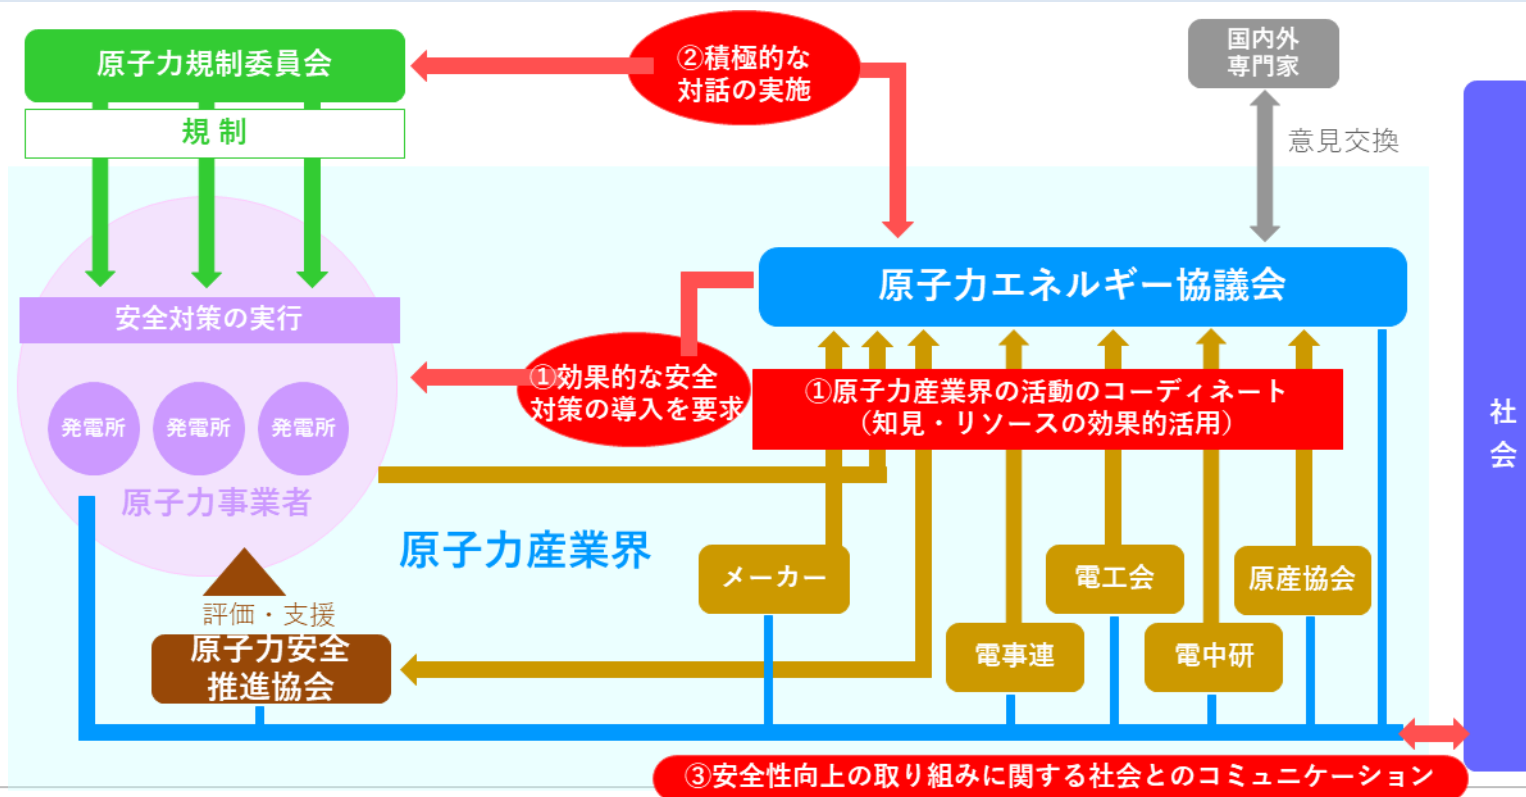 原子力規制委員会
規 制
②積極的な
対話の実施
国内外
専門家
意見交換
原子力エネルギー協議会
安全対策の実行
①効果的な安全
対策の導入を要求
①原子力産業界の活動のコーディネート
（知見・リソースの効果的活用）
発電所
発電所
発電所
原子力事業者
原子力産業界
評価・支援
原子力安全
推進協会
メーカー
電事連
電工会
電中研
原産協会
社
会
③安全性向上の取り組みに関する社会とのコミュニケーション